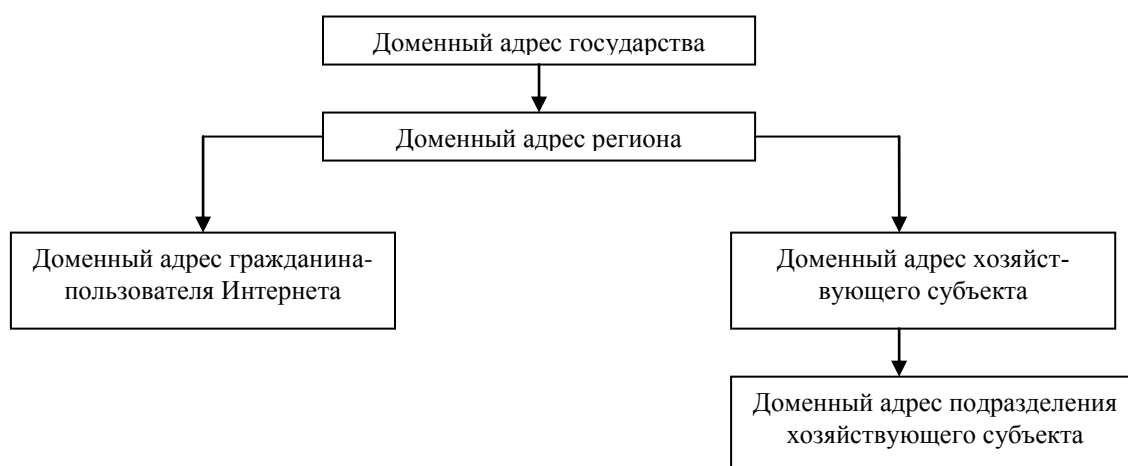 Доменный адрес государства
Доменный адрес региона
Доменный адрес гражданина-
пользователя Интернета
Доменный адрес хозяйст-
вующего субъекта
Доменный адрес подразделения
хозяйствующего субъекта